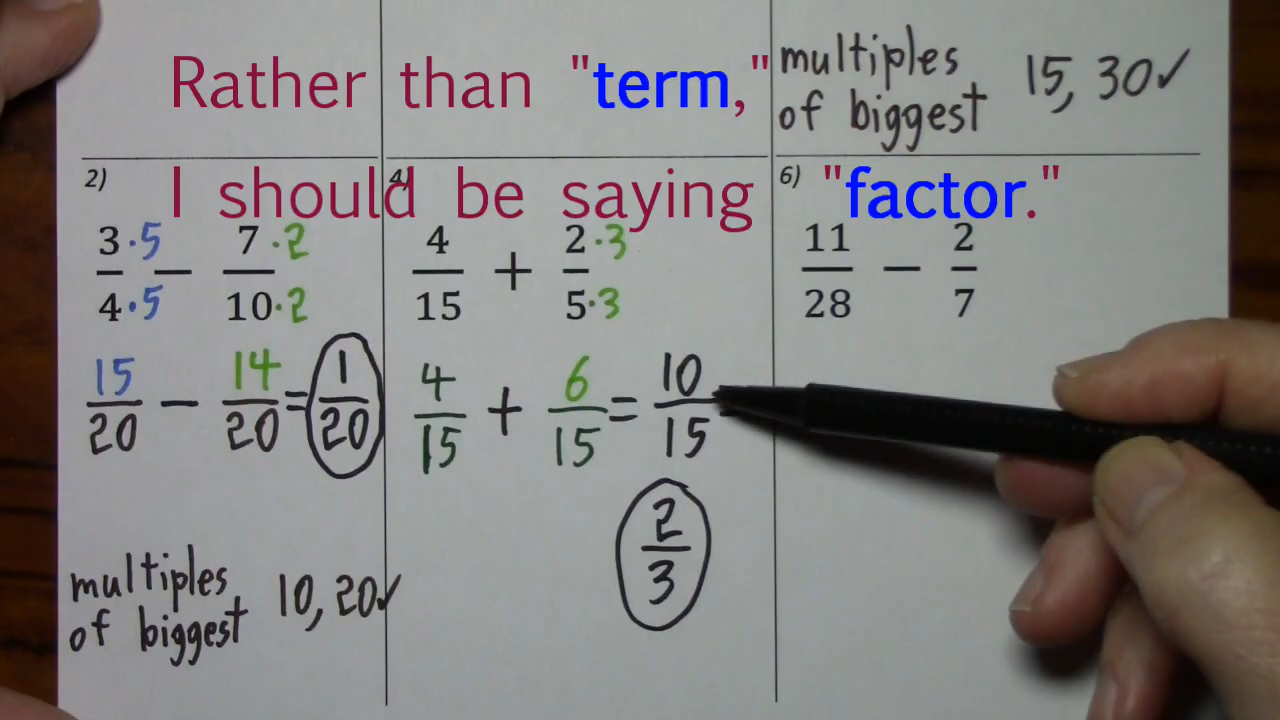 Rather than "term,"
I should be saying "factor."
multiples
of biggest 15, 30✓
2)
3·5 / 4·5 − 7·2 / 10·2
15/20 − 14/20 = 1/20
multiples
of biggest 10, 20✓
4)
4/15 + 2·3 / 5·3
4/15 + 6/15 = 10/15
2/3
6)
11/28 − 2/7